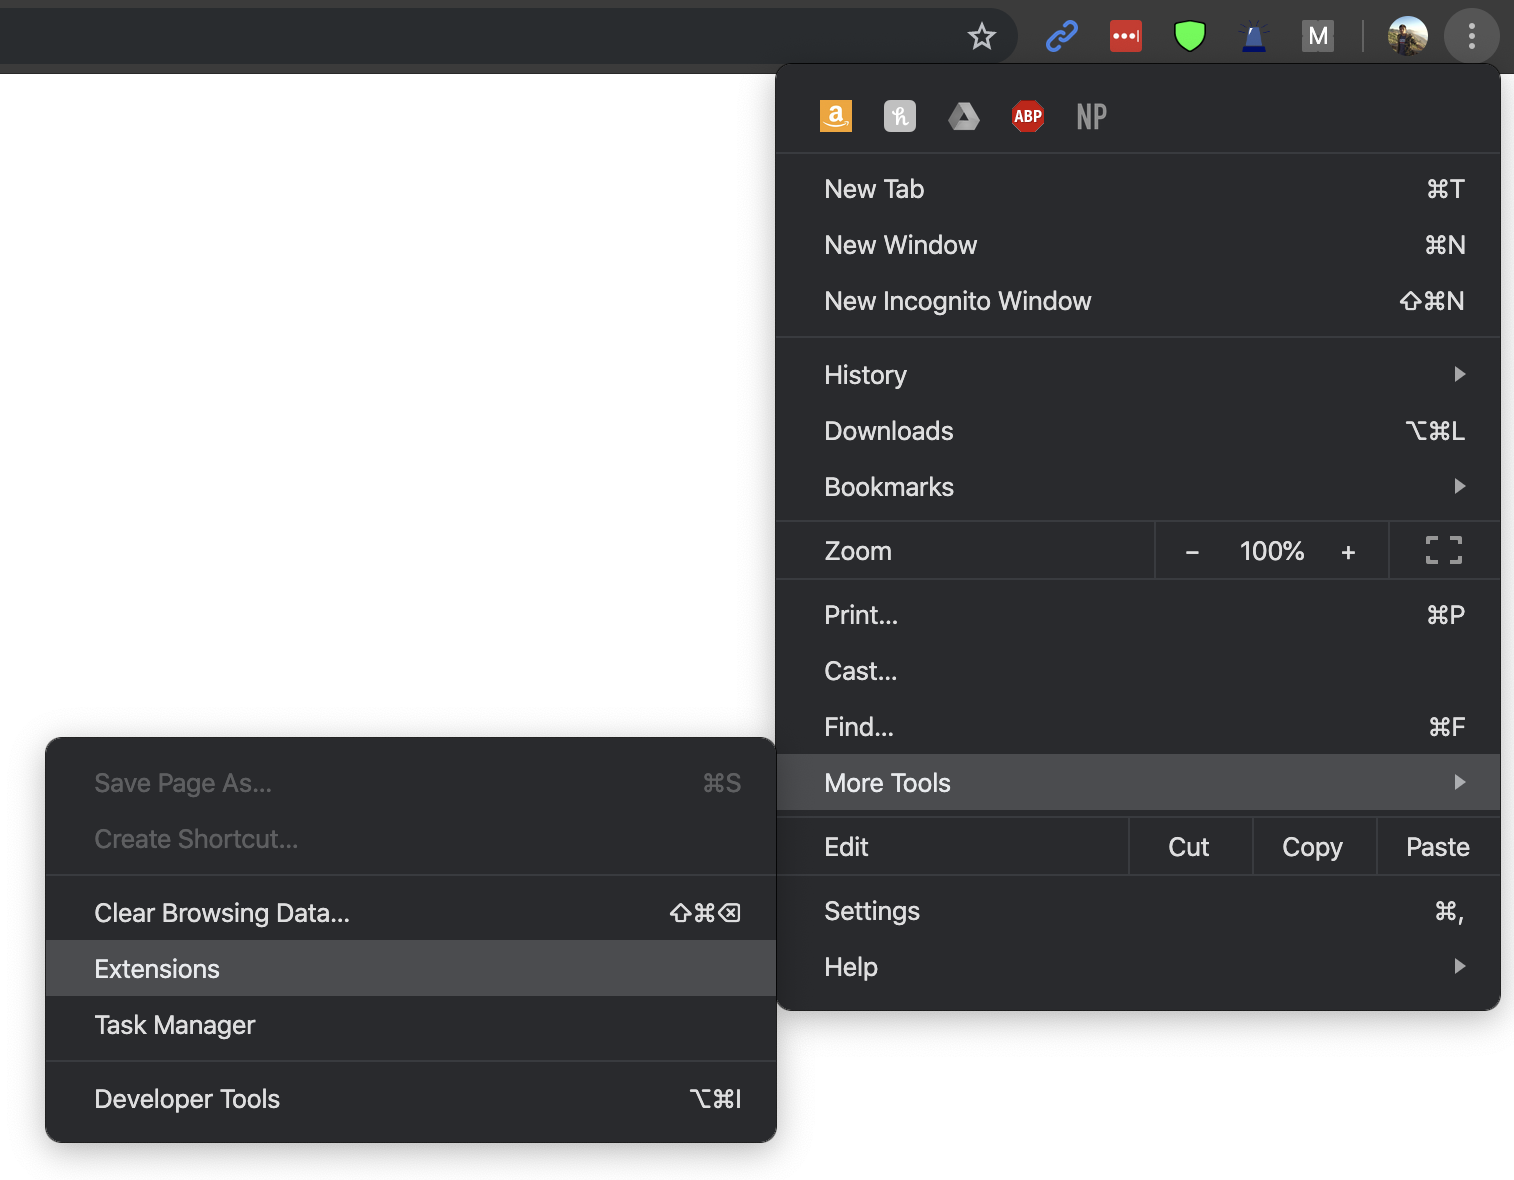 M
a
h
ABP
NP
New Tab ⌘T
New Window ⌘N
New Incognito Window ⇧⌘N
History
Downloads ⌥⌘L
Bookmarks
Zoom − 100% +
Print... ⌘P
Cast...
Find... ⌘F
More Tools
Edit Cut Copy Paste
Settings ⌘,
Help
Save Page As... ⌘S
Create Shortcut...
Clear Browsing Data... ⇧⌘⌫
Extensions
Task Manager
Developer Tools ⌥⌘I